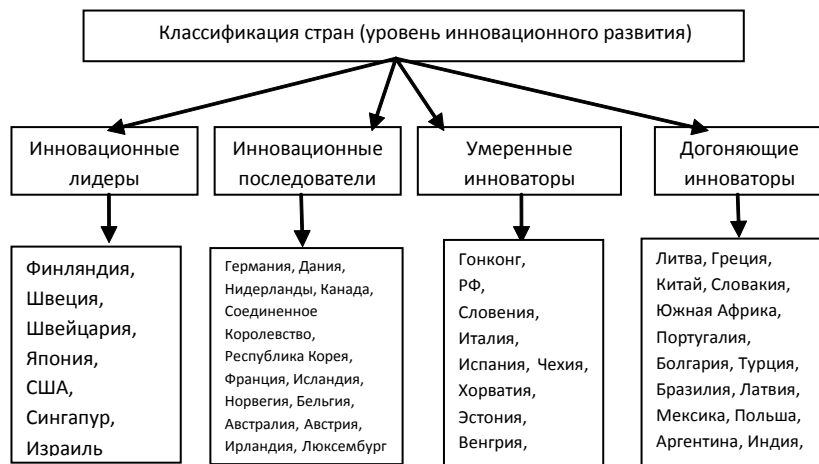 Классификация стран (уровень инновационного развития)
Инновационные
лидеры
Инновационные
последователи
Умеренные
инноваторы
Догоняющие
инноваторы
Финляндия,
Швеция,
Швейцария,
Япония,
США,
Сингапур,
Израиль
Германия, Дания,
Нидерланды, Канада,
Соединенное
Королевство,
Республика Корея,
Франция, Исландия,
Норвегия, Бельгия,
Австралия, Австрия,
Ирландия, Люксембург
Гонконг,
РФ,
Словения,
Италия,
Испания, Чехия,
Хорватия,
Эстония,
Венгрия,
Литва, Греция,
Китай, Словакия,
Южная Африка,
Португалия,
Болгария, Турция,
Бразилия, Латвия,
Мексика, Польша,
Аргентина, Индия,